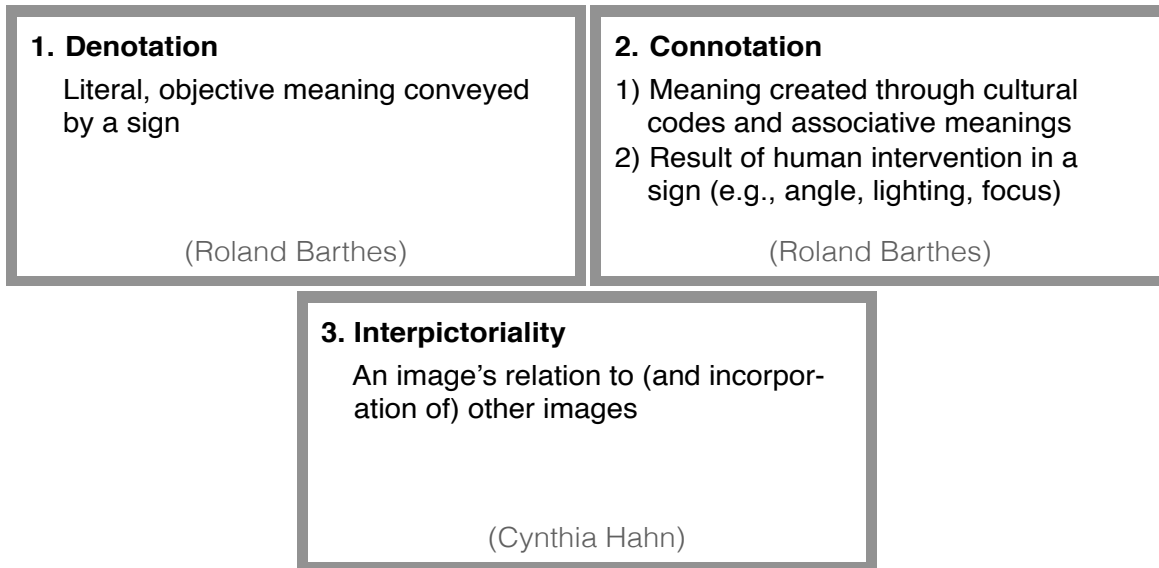 1. Denotation
Literal, objective meaning conveyed
by a sign
(Roland Barthes)
2. Connotation
1) Meaning created through cultural
codes and associative meanings
2) Result of human intervention in a
sign (e.g., angle, lighting, focus)
(Roland Barthes)
3. Interpictoriality
An image’s relation to (and incorpor-
ation of) other images
(Cynthia Hahn)